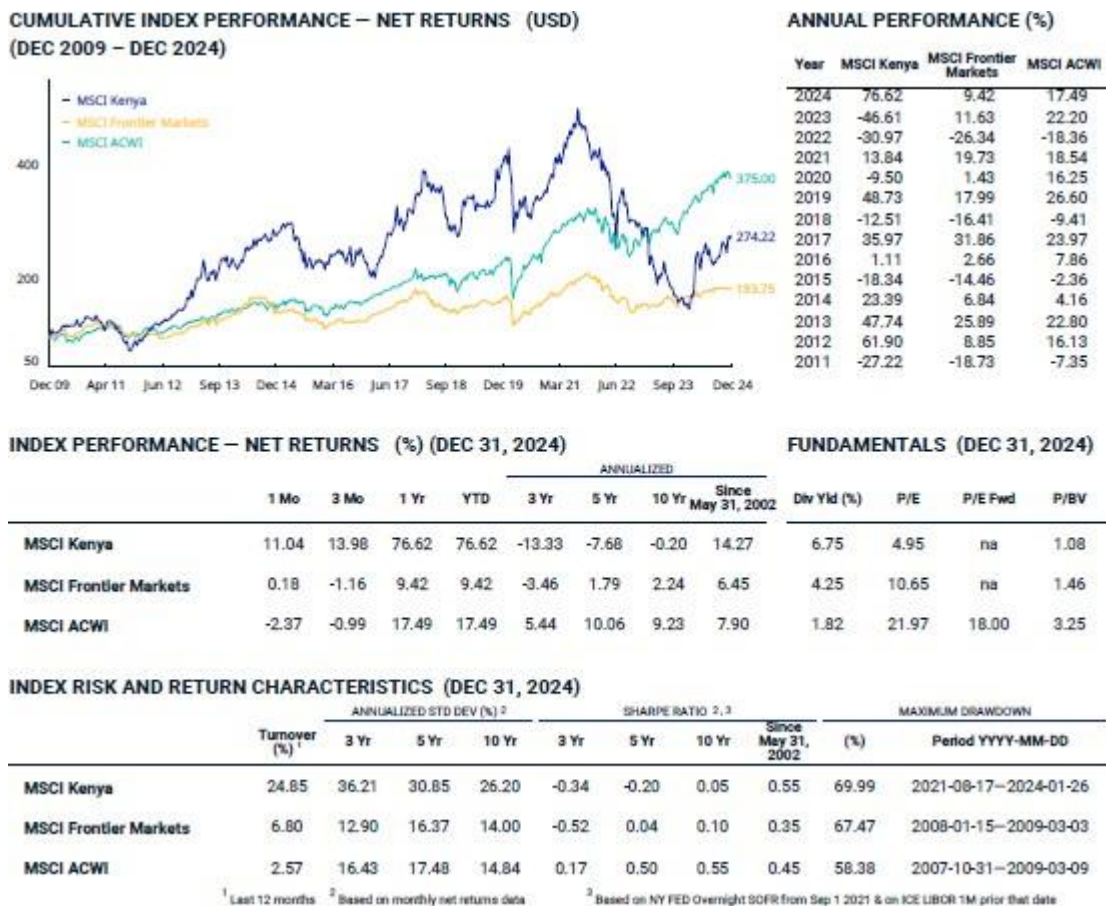 CUMULATIVE INDEX PERFORMANCE — NET RETURNS (USD)
(DEC 2009 – DEC 2024)
MSCI Kenya
MSCI Frontier Markets
MSCI ACWI
400
200
50
375.00
274.22
183.75
Dec 09 Apr 11 Jun 12 Sep 13 Dec 14 Mar 16 Jun 17 Sep 18 Dec 19 Mar 21 Jun 22 Sep 23 Dec 24
ANNUAL PERFORMANCE (%)
Year MSCI Kenya MSCI Frontier Markets MSCI ACWI
2024 76.62 9.42 17.49
2023 -46.61 11.63 22.20
2022 -30.97 -26.34 -18.36
2021 13.84 19.73 18.54
2020 -9.50 1.43 16.25
2019 48.73 17.99 26.60
2018 -12.51 -16.41 -9.41
2017 35.97 31.86 23.97
2016 1.11 2.66 7.86
2015 -18.34 -14.46 -2.36
2014 23.39 6.84 4.16
2013 47.74 25.89 22.80
2012 61.90 8.85 16.13
2011 -27.22 -18.73 -7.35
INDEX PERFORMANCE — NET RETURNS (%) (DEC 31, 2024)
ANNUALIZED
1 Mo 3 Mo 1 Yr YTD 3 Yr 5 Yr 10 Yr Since May 31, 2002
MSCI Kenya 11.04 13.98 76.62 76.62 -13.33 -7.68 -0.20 14.27
MSCI Frontier Markets 0.18 -1.16 9.42 9.42 -3.46 1.79 2.24 6.45
MSCI ACWI -2.37 -0.99 17.49 17.49 5.44 10.06 9.23 7.90
FUNDAMENTALS (DEC 31, 2024)
Div Yld (%) P/E P/E Fwd P/BV
6.75 4.95 na 1.08
4.25 10.65 na 1.46
1.82 21.97 18.00 3.25
INDEX RISK AND RETURN CHARACTERISTICS (DEC 31, 2024)
ANNUALIZED STD DEV (%) 2 SHARPE RATIO 2, 3 MAXIMUM DRAWDOWN
Turnover (%) 1 3 Yr 5 Yr 10 Yr 3 Yr 5 Yr 10 Yr Since May 31, 2002 (%) Period YYYY-MM-DD
MSCI Kenya 24.85 36.21 30.85 26.20 -0.34 -0.20 0.05 0.55 69.99 2021-08-17—2024-01-26
MSCI Frontier Markets 6.80 12.90 16.37 14.00 -0.52 0.04 0.10 0.35 67.47 2008-01-15—2009-03-03
MSCI ACWI 2.57 16.43 17.48 14.84 0.17 0.50 0.55 0.45 58.38 2007-10-31—2009-03-09
1 Last 12 months 2 Based on monthly net returns data 3 Based on NY FED Overnight SOFR from Sep 1 2021 & on ICE LIBOR 1M prior that date